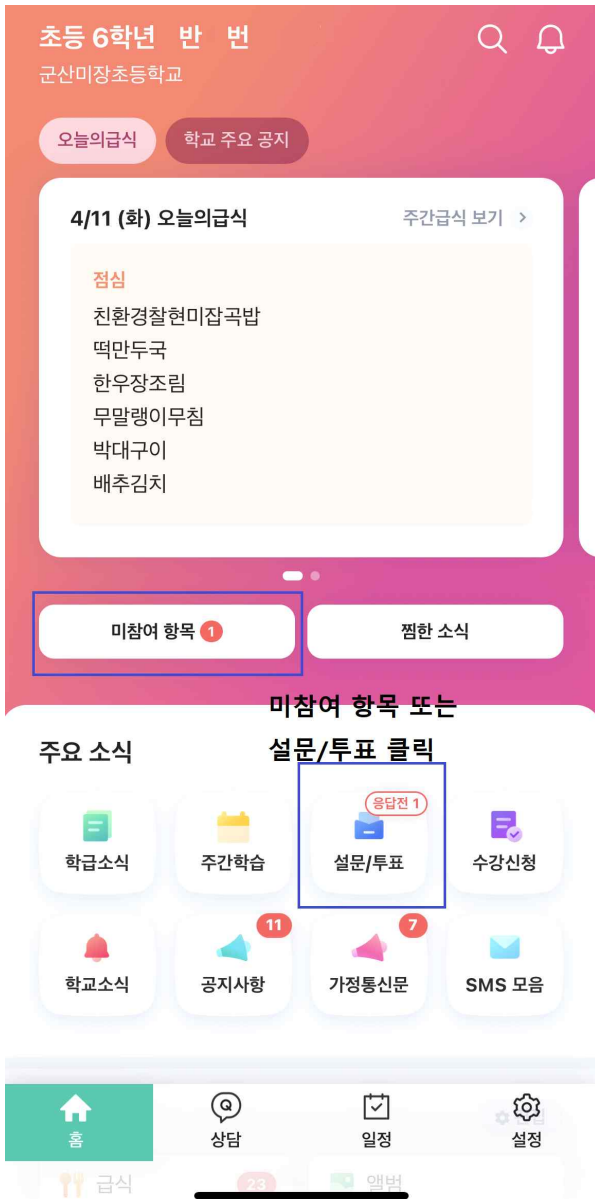 초등 6학년 반 번
군산미장초등학교
오늘의급식 학교 주요 공지
4/11 (화) 오늘의급식 주간급식 보기 >
점심
친환경찰현미잡곡밥
떡만두국
한우장조림
무말랭이무침
박대구이
배추김치
미참여 항목 1 찜한 소식
미참여 항목 또는
설문/투표 클릭
주요 소식
응답전 1
학급소식 주간학습 설문/투표 수강신청
11 7
학교소식 공지사항 가정통신문 SMS 모음
홈 상담 일정 설정
급식 23 앨범